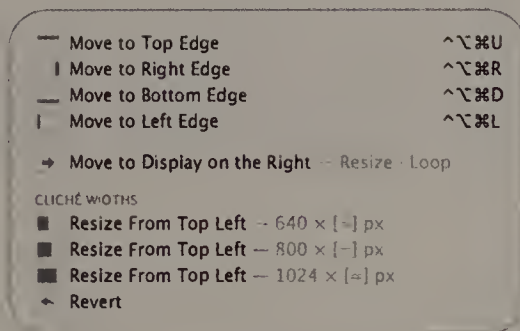 Move to Top Edge ^⌥⌘U
Move to Right Edge ^⌥⌘R
Move to Bottom Edge ^⌥⌘D
Move to Left Edge ^⌥⌘L
Move to Display on the Right — Resize · Loop
CLICHÉ WIDTHS
Resize From Top Left — 640 × [=] px
Resize From Top Left — 800 × [=] px
Resize From Top Left — 1024 × [=] px
Revert